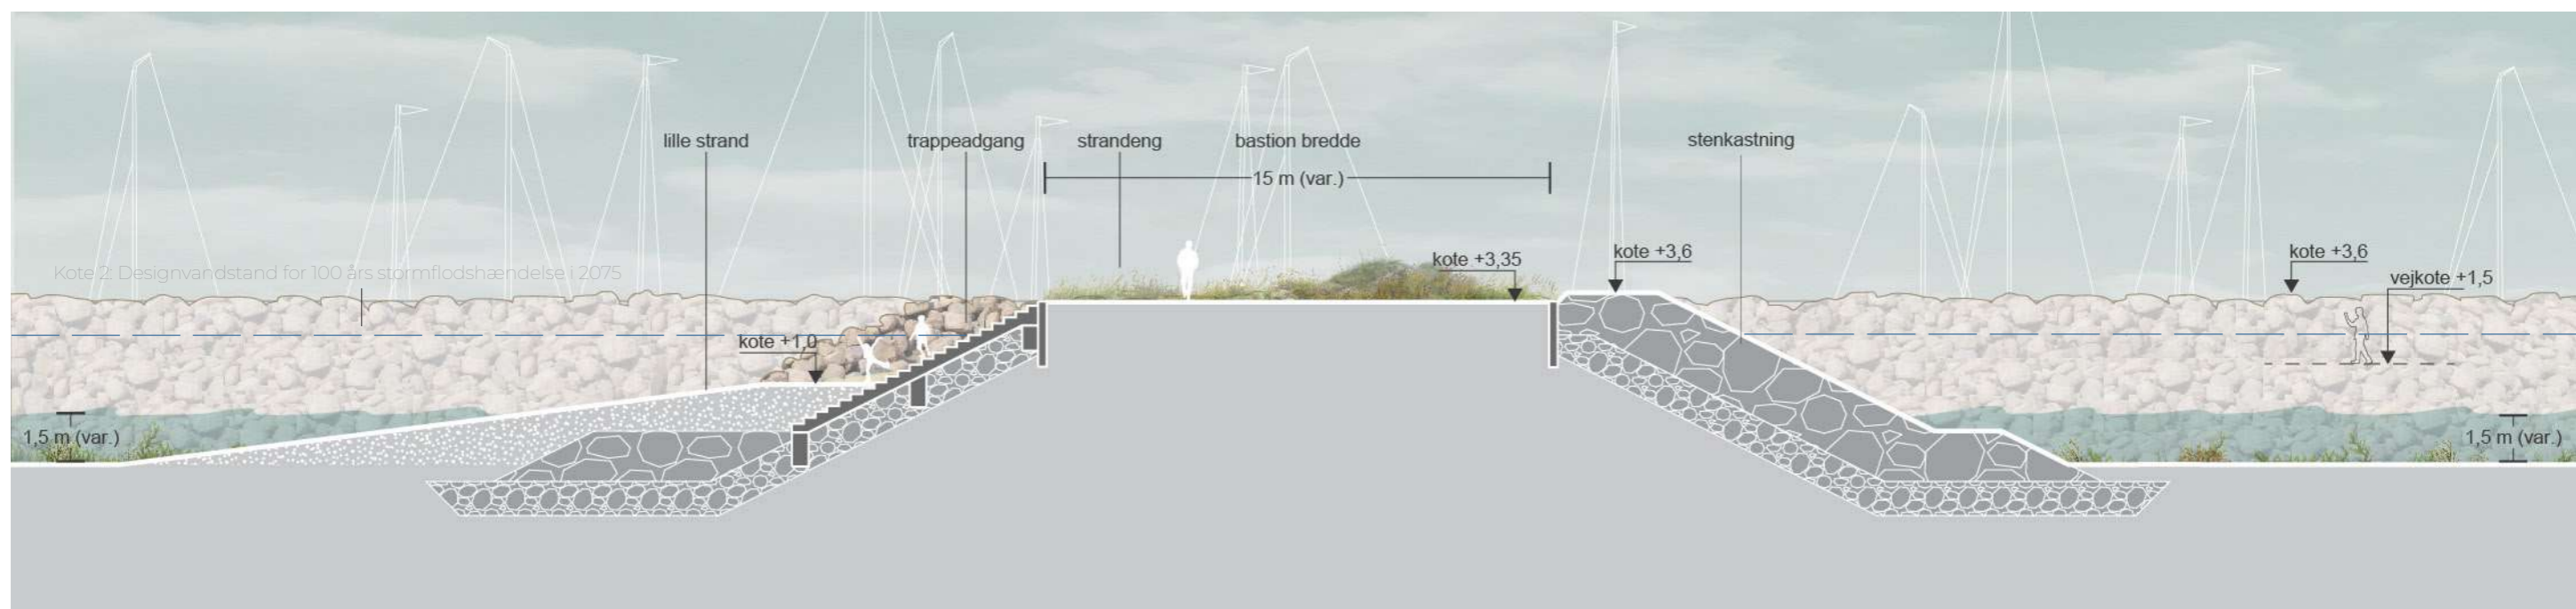 lille strand
trappeadgang
strandeng
bastion bredde
15 m (var.)
stenkastning
kote +3,35
kote +3,6
kote +3,6
vejkote +1,5
Kote 2: Designvandstand for 100 års stormflodshændelse i 2075
kote +1,0
1,5 m (var.)
1,5 m (var.)